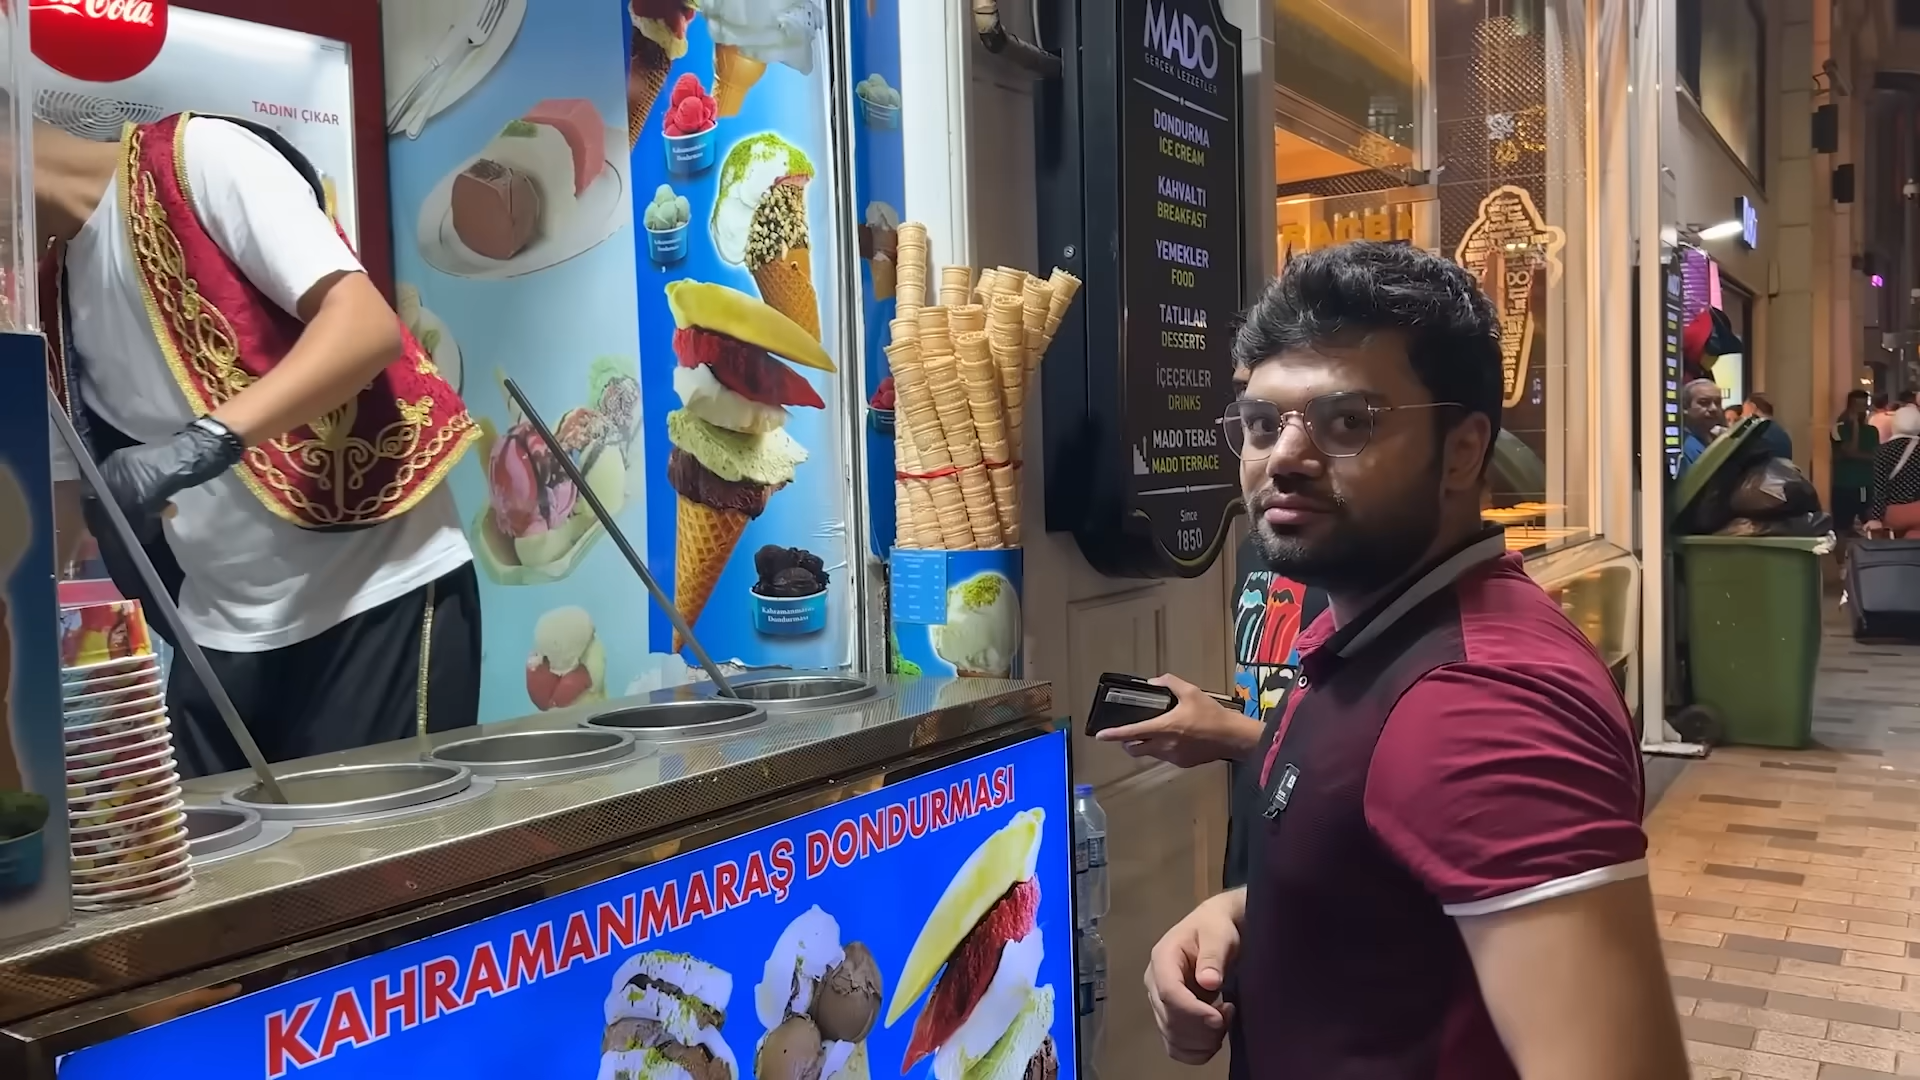 Coca-Cola
TADINI ÇIKAR
Kahramanmaraş
Dondurması
MADO
GERÇEK LEZZETLER
DONDURMA
ICE CREAM
KAHVALTI
BREAKFAST
YEMEKLER
FOOD
TATLILAR
DESSERTS
İÇEÇEKLER
DRINKS
MADO TERAS
MADO TERRACE
Since
1850
KAHRAMANMARAŞ DONDURMASI